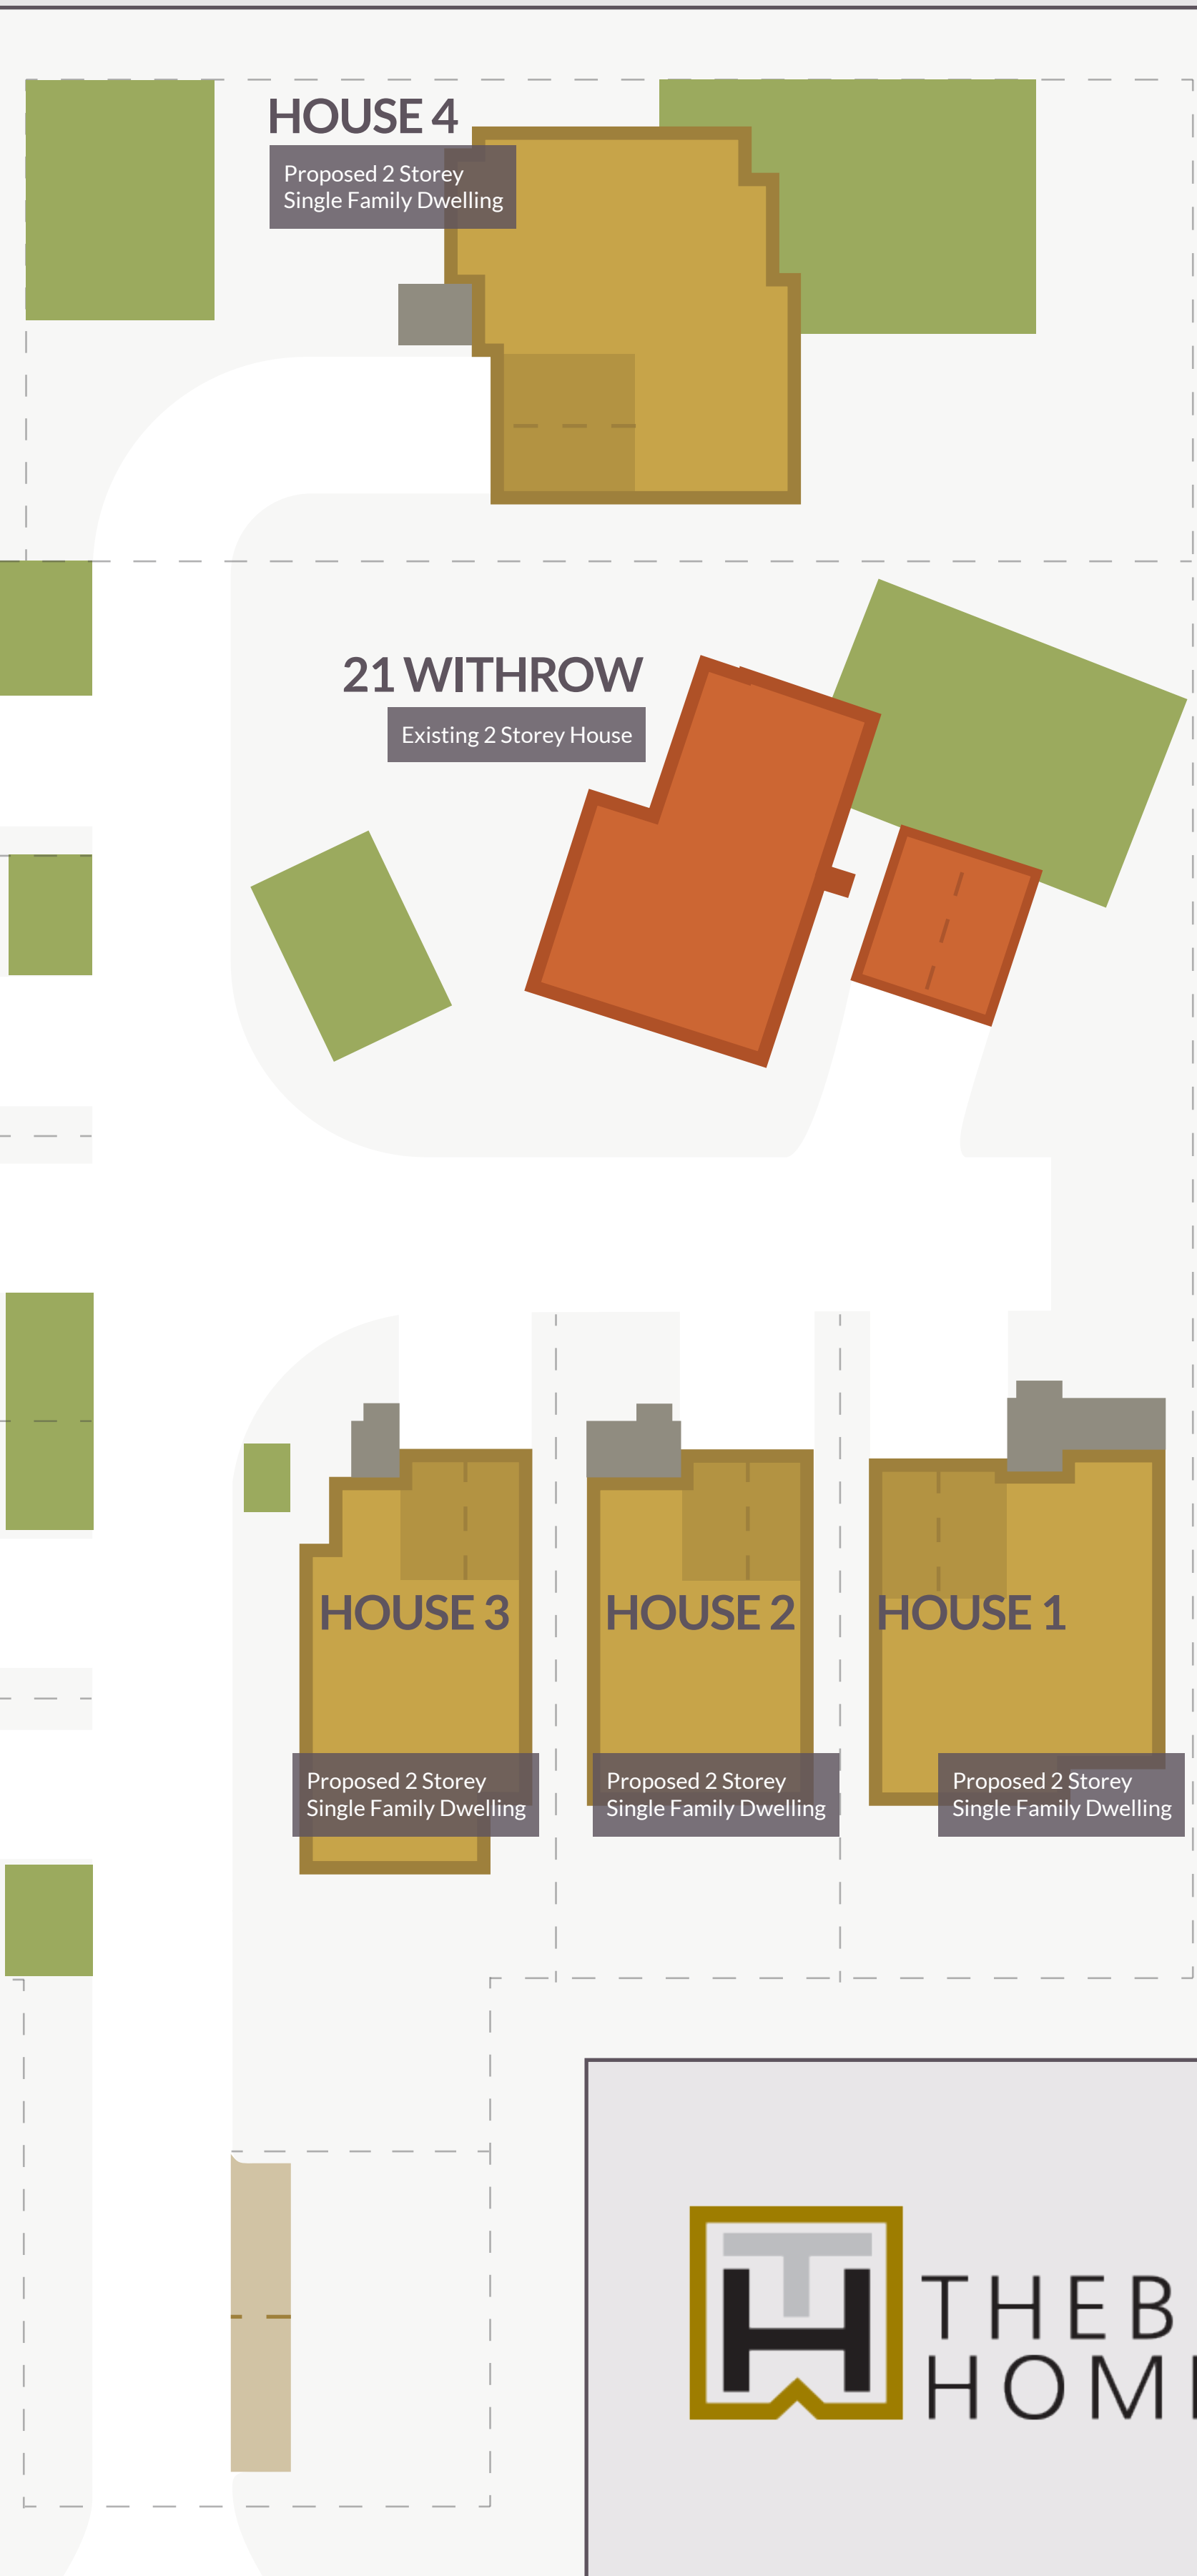 HOUSE 4
Proposed 2 Storey
Single Family Dwelling
21 WITHROW
Existing 2 Storey House
HOUSE 3
HOUSE 2
HOUSE 1
Proposed 2 Storey
Single Family Dwelling
Proposed 2 Storey
Single Family Dwelling
Proposed 2 Storey
Single Family Dwelling
THEB
HOM